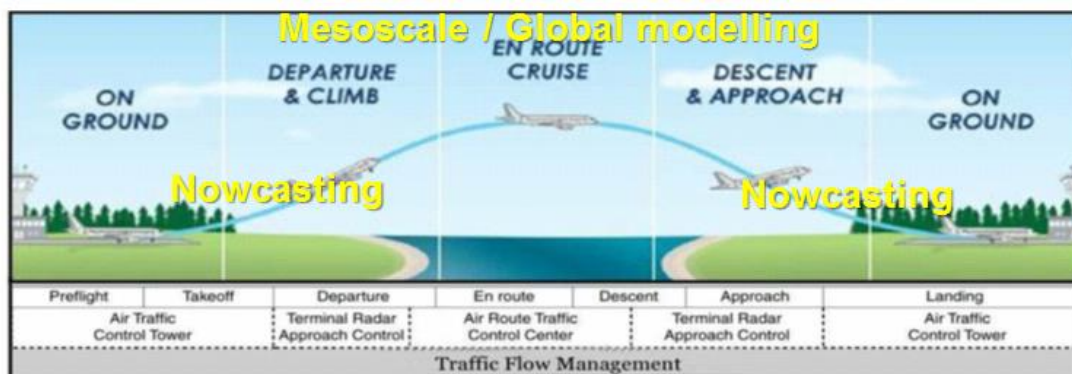 Mesoscale / Global modelling
EN ROUTE
CRUISE
DEPARTURE
& CLIMB
DESCENT
& APPROACH
ON
GROUND
ON
GROUND
Nowcasting
Nowcasting
Preflight Takeoff Departure En route Descent Approach Landing
Air Traffic
Control Tower
Terminal Radar
Approach Control
Air Route Traffic
Control Center
Terminal Radar
Approach Control
Air Traffic
Control Tower
Traffic Flow Management